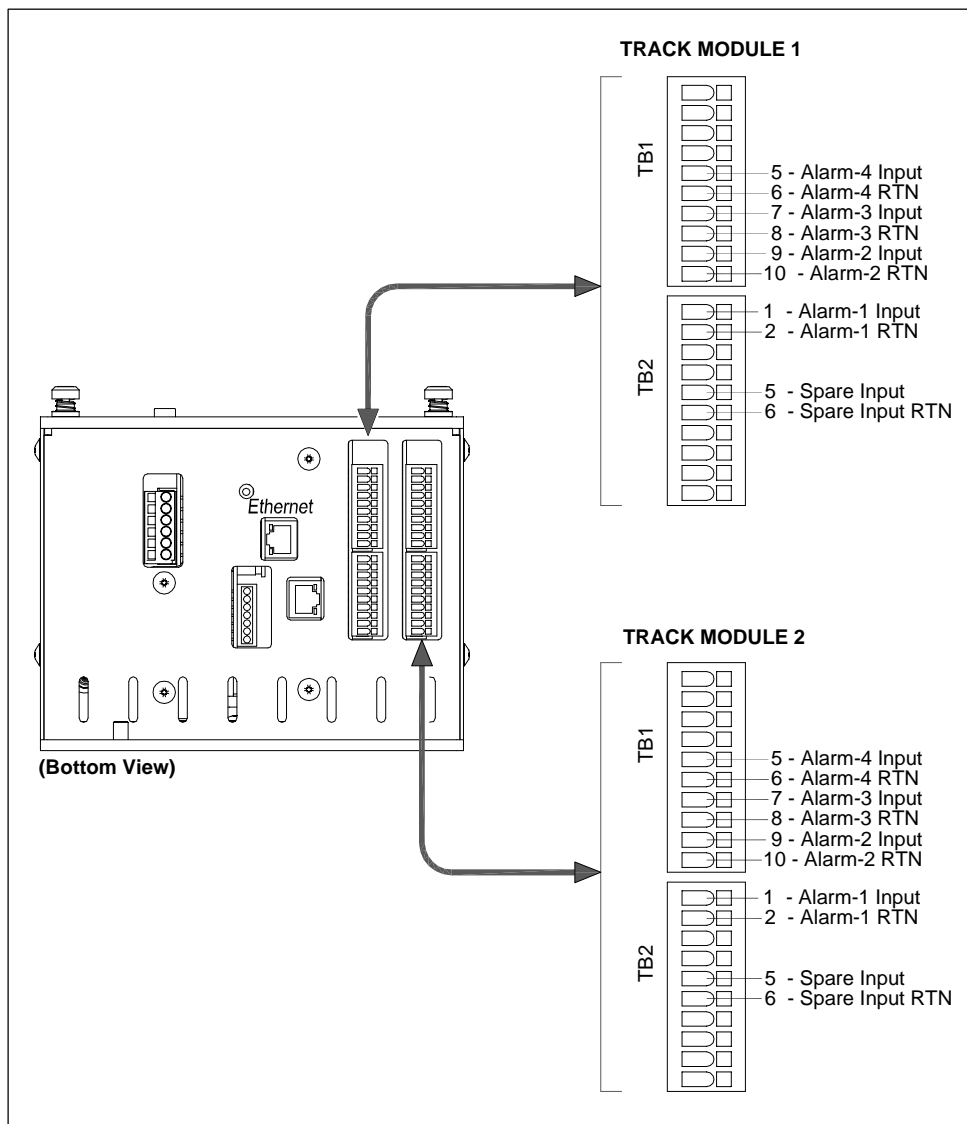 TRACK MODULE 1
TB1
5 - Alarm-4 Input
6 - Alarm-4 RTN
7 - Alarm-3 Input
8 - Alarm-3 RTN
9 - Alarm-2 Input
10 - Alarm-2 RTN
TB2
1 - Alarm-1 Input
2 - Alarm-1 RTN
5 - Spare Input
6 - Spare Input RTN
Ethernet
(Bottom View)
TRACK MODULE 2
TB1
5 - Alarm-4 Input
6 - Alarm-4 RTN
7 - Alarm-3 Input
8 - Alarm-3 RTN
9 - Alarm-2 Input
10 - Alarm-2 RTN
TB2
1 - Alarm-1 Input
2 - Alarm-1 RTN
5 - Spare Input
6 - Spare Input RTN